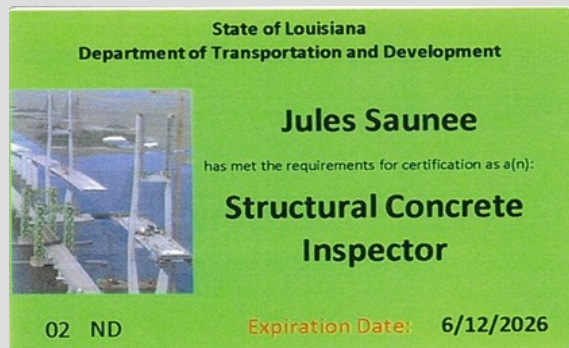 State of Louisiana
Department of Transportation and Development
Jules Saunee
has met the requirements for certification as a(n):
Structural Concrete
Inspector
02 ND
Expiration Date: 6/12/2026